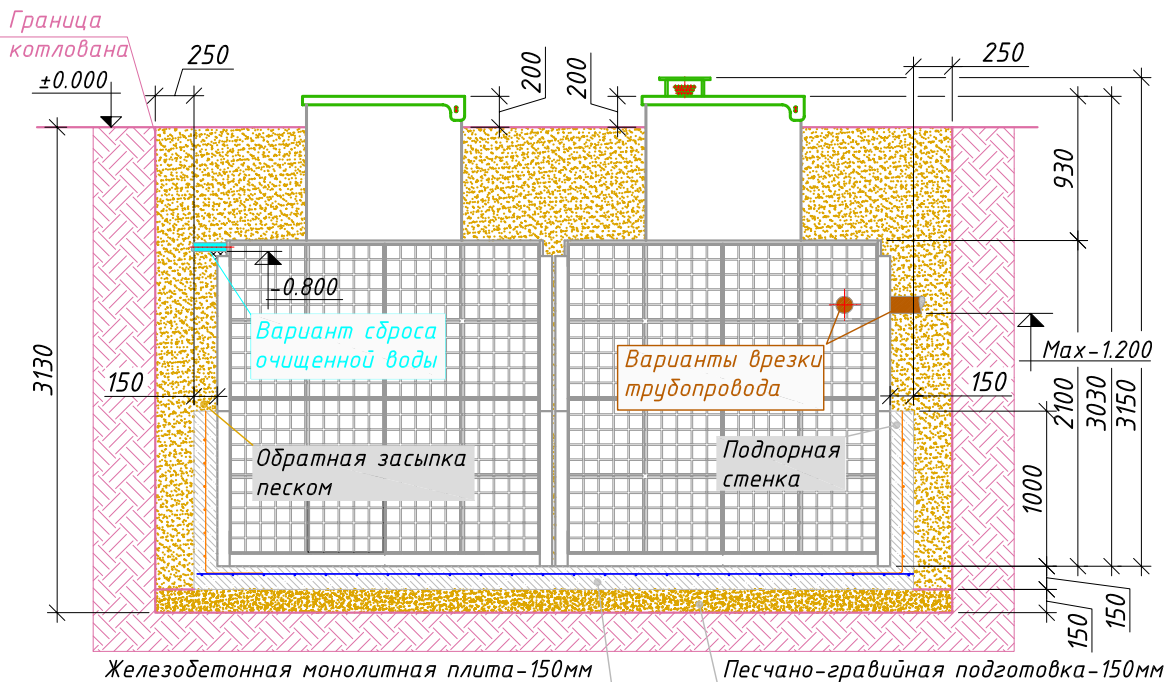 Граница
котлована
±0.000
250
200
200
250
930
-0.800
Вариант сброса
очищенной воды
Варианты врезки
трубопровода
Max-1.200
3130
150
150
2100
3030
3150
Обратная засыпка
песком
Подпорная
стенка
1000
150
150
Железобетонная монолитная плита-150мм
Песчано-гравийная подготовка-150мм